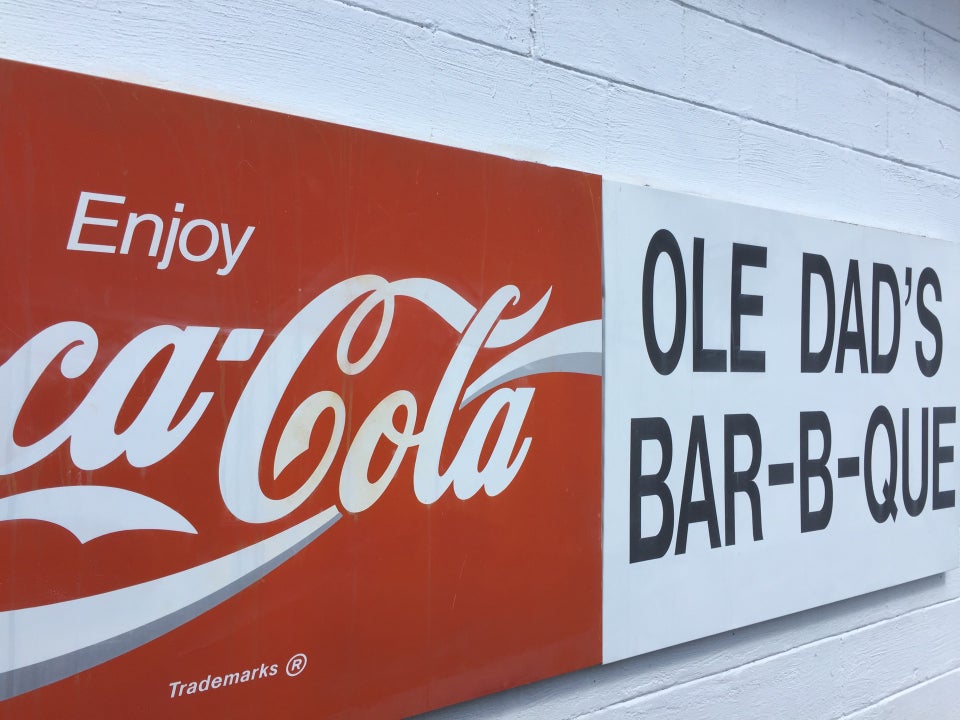 Enjoy
ca-Cola
Trademarks ®
OLE DAD'S
BAR-B-QUE